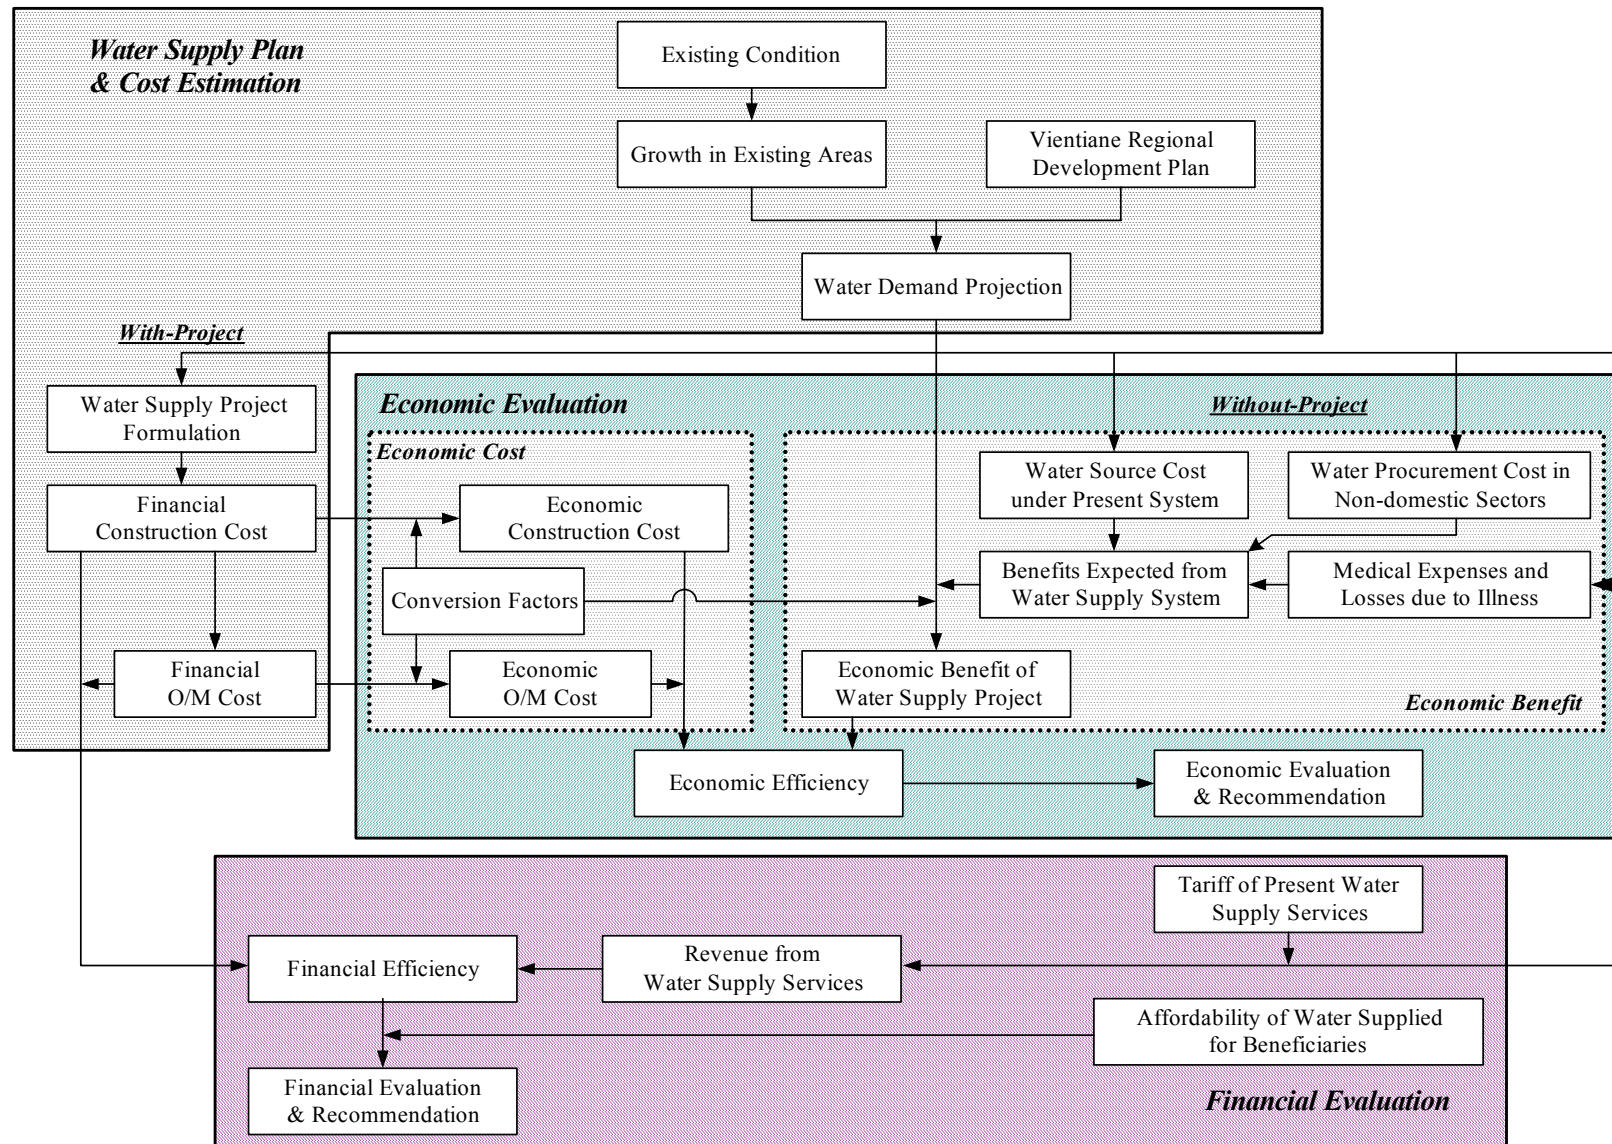 Water Supply Plan
& Cost Estimation
Existing Condition
Growth in Existing Areas
Vientiane Regional
Development Plan
Water Demand Projection
With-Project
Water Supply Project
Formulation
Financial
Construction Cost
Financial
O/M Cost
Economic Evaluation
Economic Cost
Economic
Construction Cost
Conversion Factors
Economic
O/M Cost
Without-Project
Water Source Cost
under Present System
Water Procurement Cost in
Non-domestic Sectors
Benefits Expected from
Water Supply System
Medical Expenses and
Losses due to Illness
Economic Benefit of
Water Supply Project
Economic Benefit
Economic Efficiency
Economic Evaluation
& Recommendation
Tariff of Present Water
Supply Services
Financial Efficiency
Revenue from
Water Supply Services
Affordability of Water Supplied
for Beneficiaries
Financial Evaluation
& Recommendation
Financial Evaluation